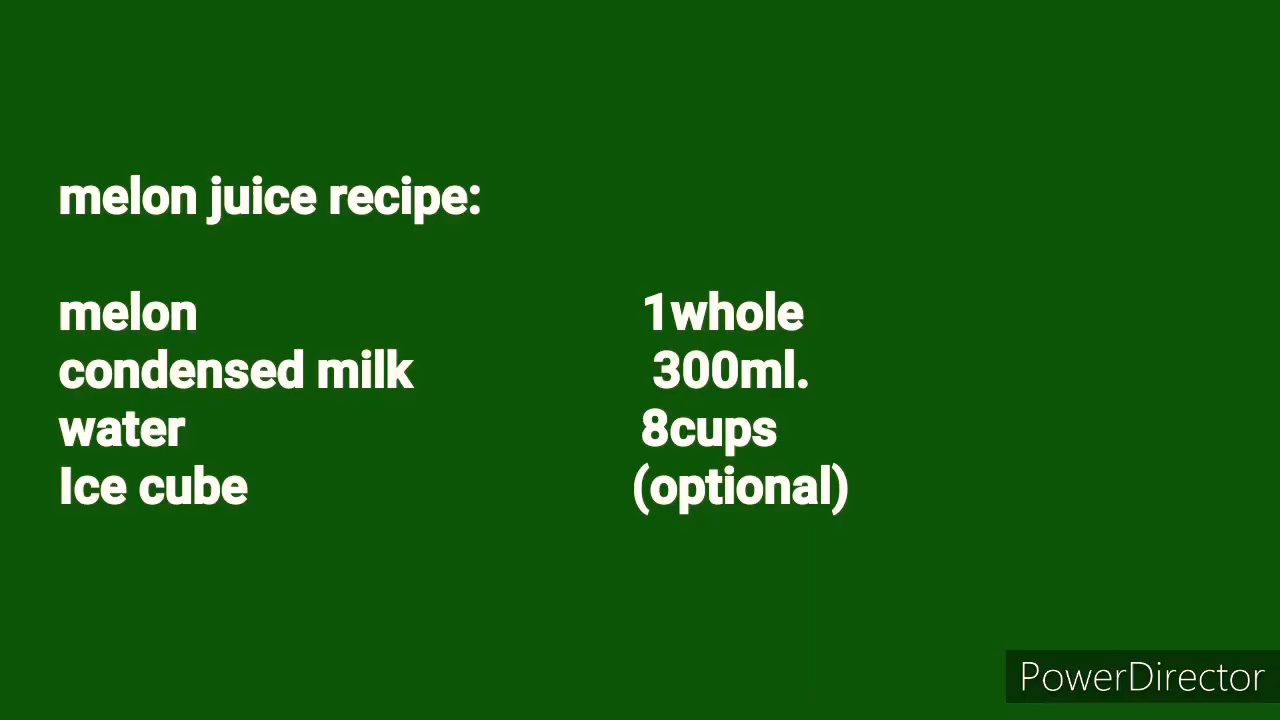 melon juice recipe:
melon 1whole
condensed milk 300ml.
water 8cups
Ice cube (optional)
PowerDirector